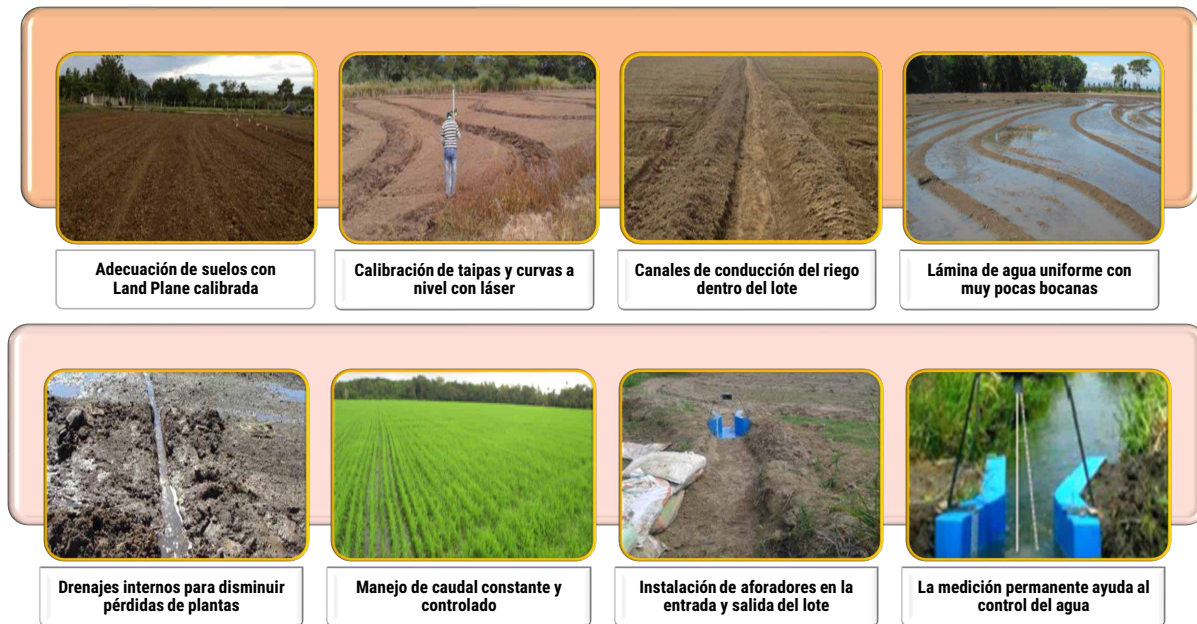 Adecuación de suelos con
Land Plane calibrada
Calibración de taipas y curvas a
nivel con láser
Canales de conducción del riego
dentro del lote
Lámina de agua uniforme con
muy pocas bocanas
Drenajes internos para disminuir
pérdidas de plantas
Manejo de caudal constante y
controlado
Instalación de aforadores en la
entrada y salida del lote
La medición permanente ayuda al
control del agua